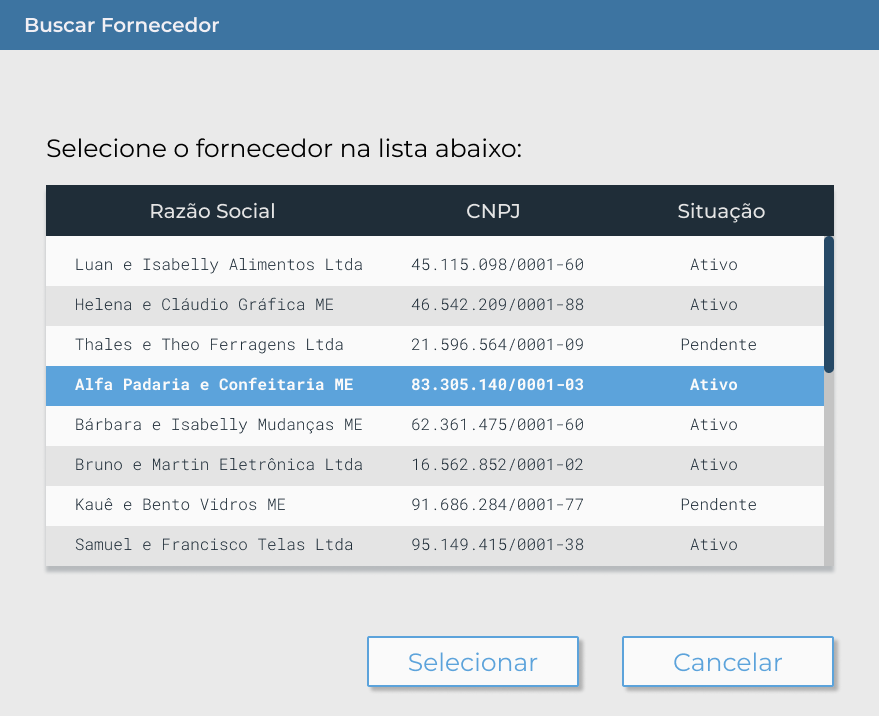 Buscar Fornecedor
Selecione o fornecedor na lista abaixo:
Razão Social CNPJ Situação
Luan e Isabelly Alimentos Ltda 45.115.098/0001-60 Ativo
Helena e Cláudio Gráfica ME 46.542.209/0001-88 Ativo
Thales e Theo Ferragens Ltda 21.596.564/0001-09 Pendente
Alfa Padaria e Confeitaria ME 83.305.140/0001-03 Ativo
Bárbara e Isabelly Mudanças ME 62.361.475/0001-60 Ativo
Bruno e Martin Eletrônica Ltda 16.562.852/0001-02 Ativo
Kauê e Bento Vidros ME 91.686.284/0001-77 Pendente
Samuel e Francisco Telas Ltda 95.149.415/0001-38 Ativo
Selecionar Cancelar